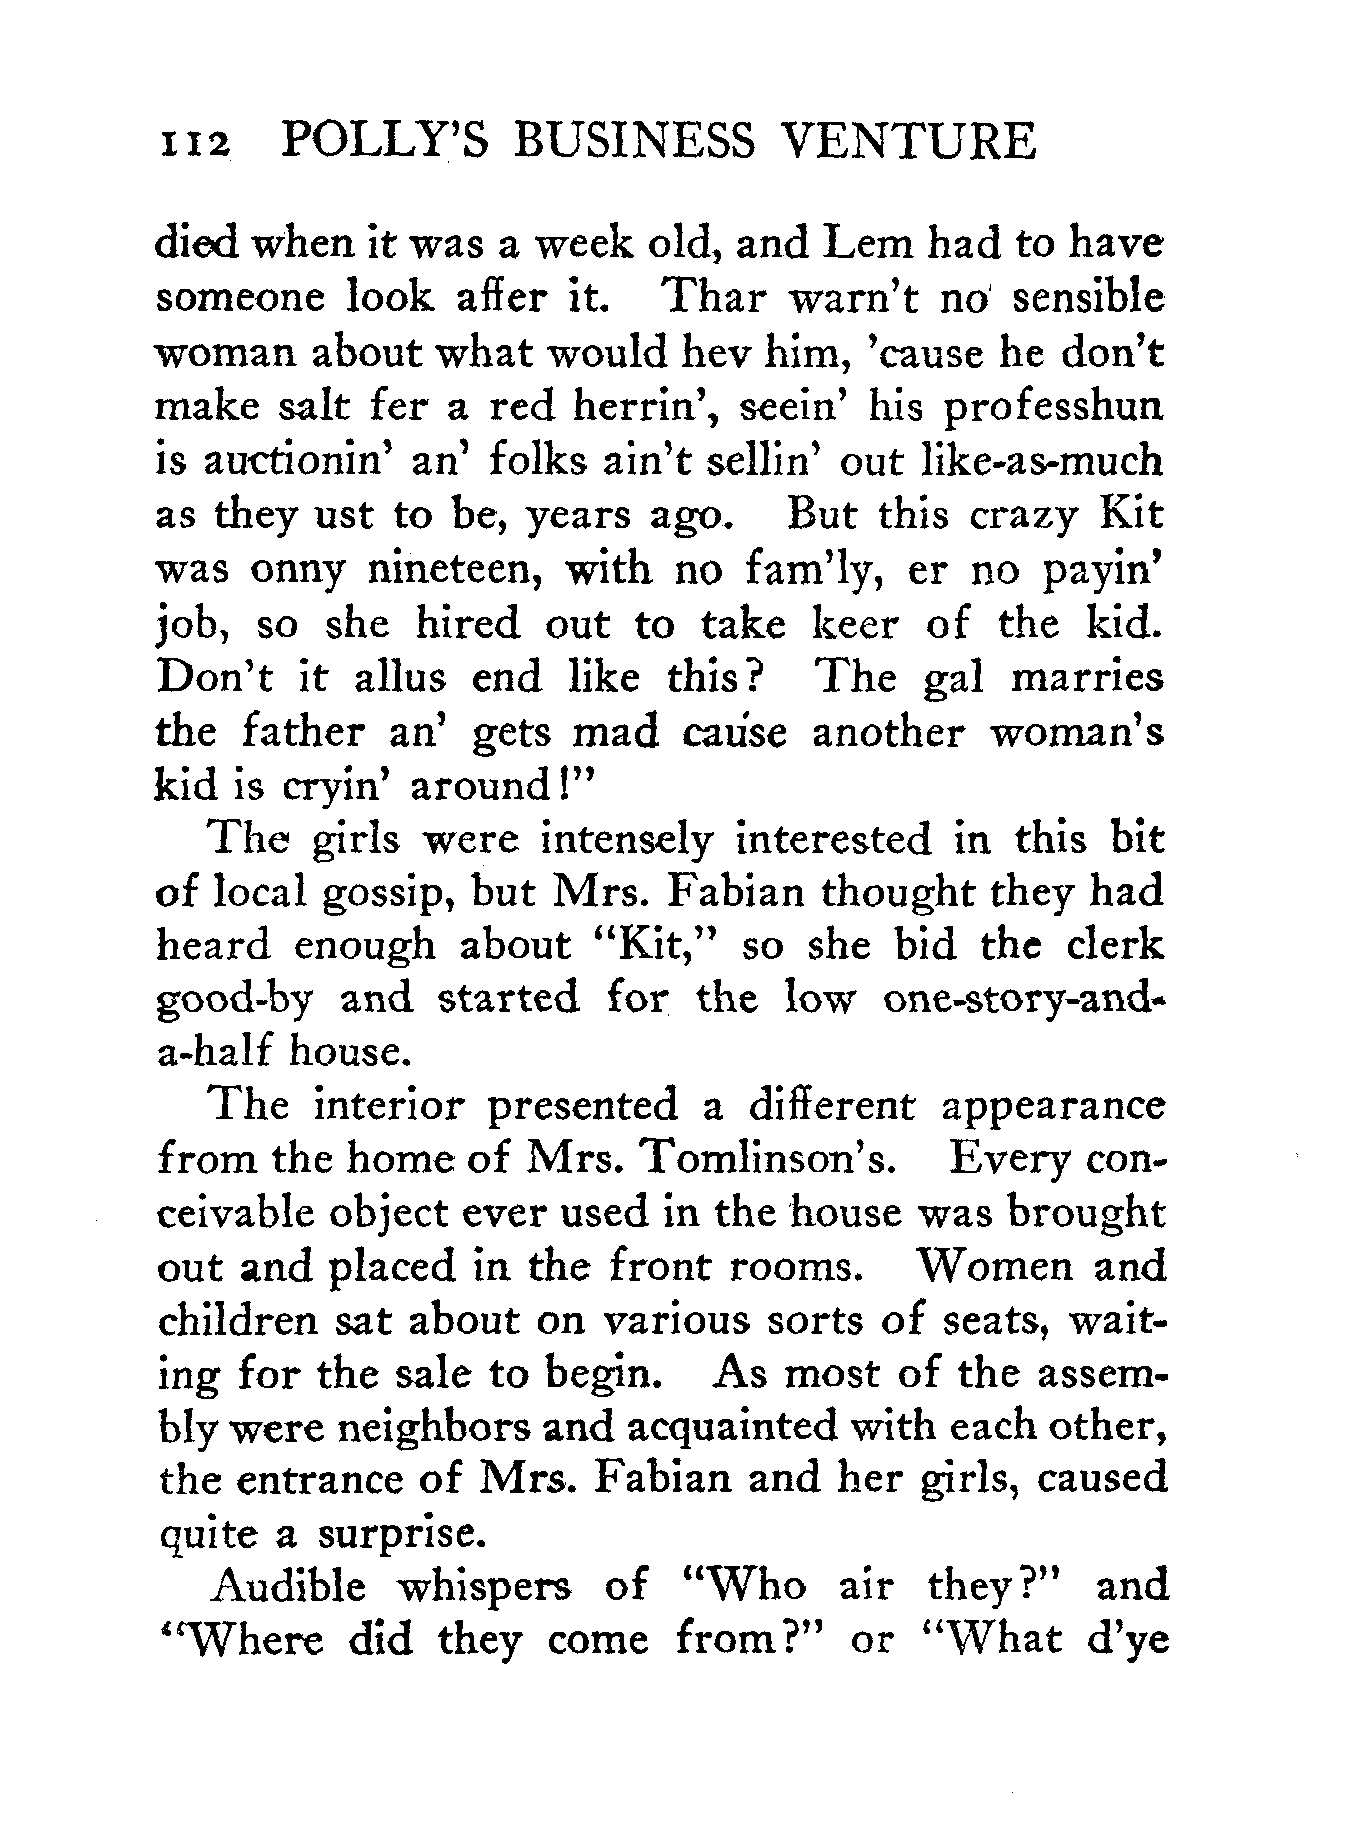 112 POLLY'S BUSINESS VENTURE
died when it was a week old, and Lem had to have
someone look affer it. Thar warn't no sensible
woman about what would hev him, 'cause he don't
make salt fer a red herrin', seein' his professhun
is auctionin' an' folks ain't sellin' out like-as-much
as they ust to be, years ago. But this crazy Kit
was onny nineteen, with no fam'ly, er no payin'
job, so she hired out to take keer of the kid.
Don't it allus end like this? The gal marries
the father an' gets mad cause another woman's
kid is cryin' around!"
The girls were intensely interested in this bit
of local gossip, but Mrs. Fabian thought they had
heard enough about "Kit," so she bid the clerk
good-by and started for the low one-story-and-
a-half house.
The interior presented a different appearance
from the home of Mrs. Tomlinson's. Every con-
ceivable object ever used in the house was brought
out and placed in the front rooms. Women and
children sat about on various sorts of seats, wait-
ing for the sale to begin. As most of the assem-
bly were neighbors and acquainted with each other,
the entrance of Mrs. Fabian and her girls, caused
quite a surprise.
Audible whispers of "Who air they?" and
"Where did they come from?" or "What d'ye